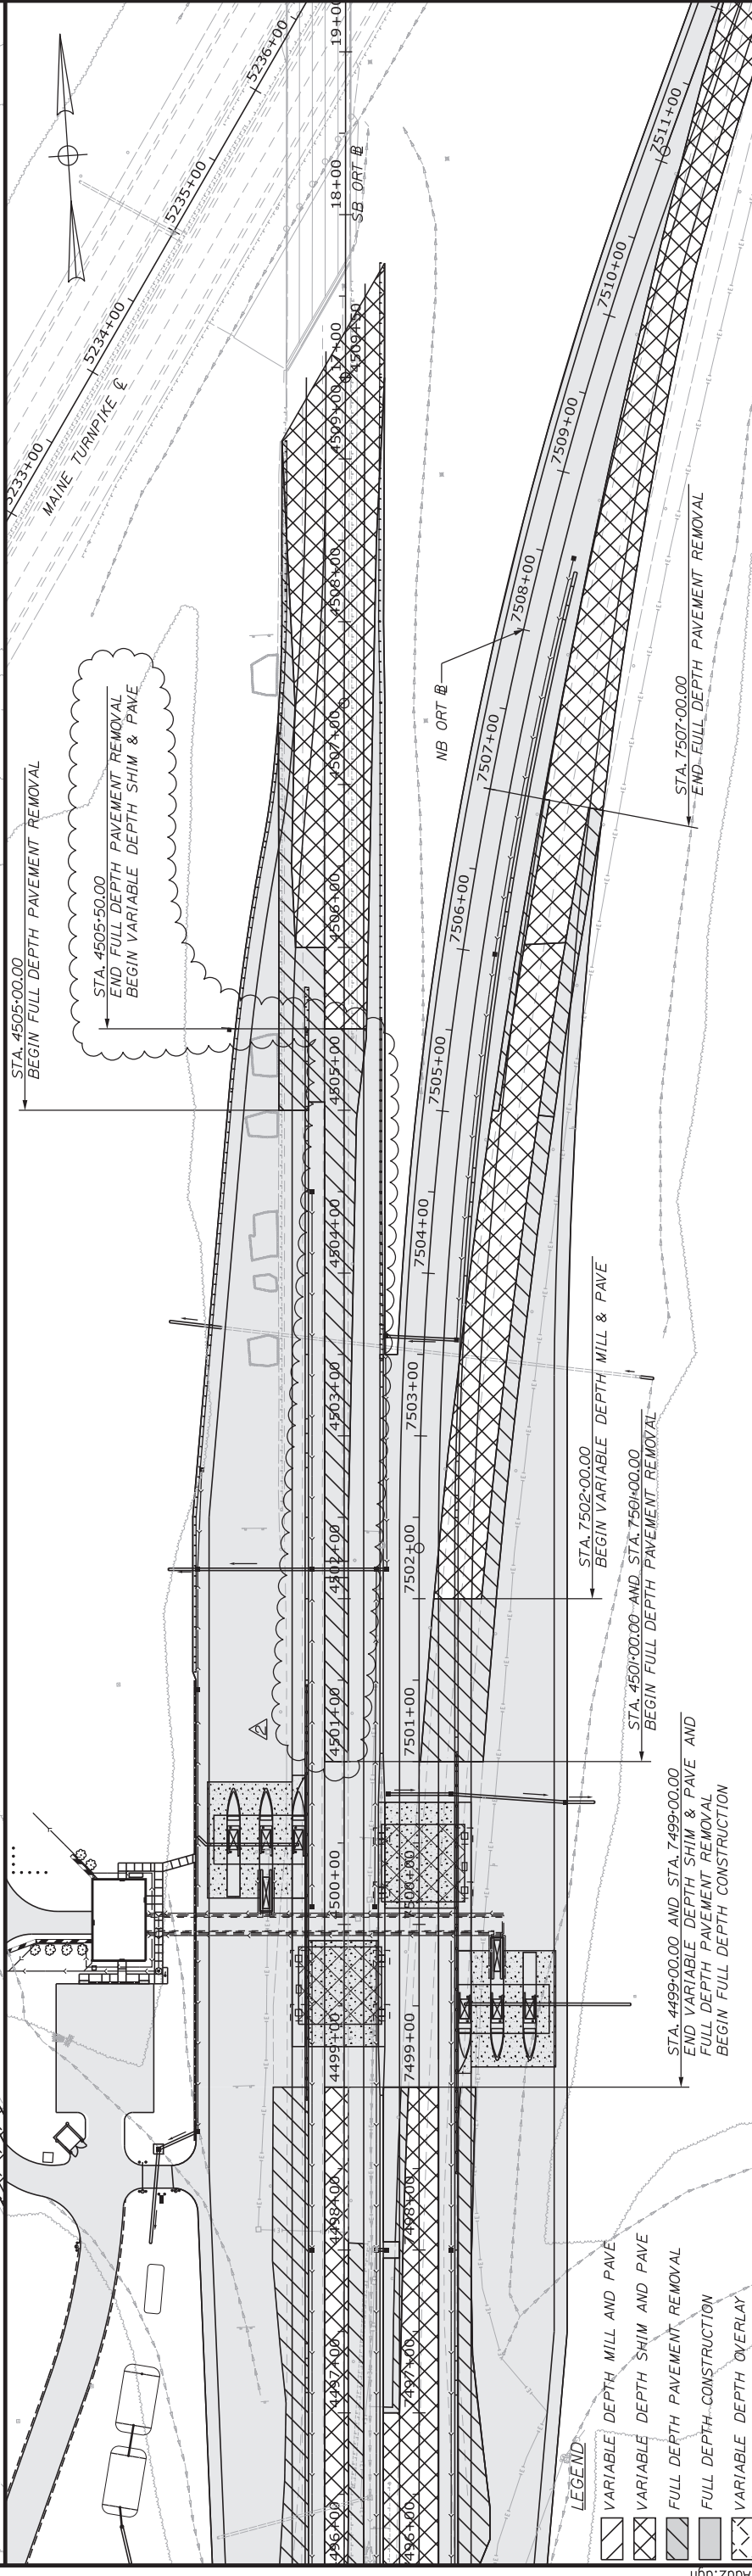 5233+00
5234+00
5235+00
5236+00
MAINE TURNPIKE ℄
19+00
18+00
SB ORT ℄
17+00
4509+50
4509+00
4508+00
4507+00
4506+00
4505+00
4504+00
4503+00
4502+00
4501+00
4500+00
4499+00
4498+00
4497+00
496+00
7511+00
7510+00
7509+00
7508+00
7507+00
7506+00
7505+00
7504+00
7503+00
7502+00
7501+00
7500+00
7499+00
7498+00
7497+00
496+00
NB ORT ℄
STA. 4505+00.00
BEGIN FULL DEPTH PAVEMENT REMOVAL
STA. 4505+50.00
END FULL DEPTH PAVEMENT REMOVAL
BEGIN VARIABLE DEPTH SHIM & PAVE
STA. 7507+00.00
END FULL DEPTH PAVEMENT REMOVAL
STA. 7502+00.00
BEGIN VARIABLE DEPTH MILL & PAVE
STA. 4501+00.00 AND STA. 7501+00.00
BEGIN FULL DEPTH PAVEMENT REMOVAL
STA. 4499+00.00 AND STA. 7499+00.00
END VARIABLE DEPTH SHIM & PAVE AND
FULL DEPTH PAVEMENT REMOVAL
BEGIN FULL DEPTH CONSTRUCTION
2
LEGEND
VARIABLE DEPTH MILL AND PAVE
VARIABLE DEPTH SHIM AND PAVE
FULL DEPTH PAVEMENT REMOVAL
FULL DEPTH CONSTRUCTION
VARIABLE DEPTH OVERLAY